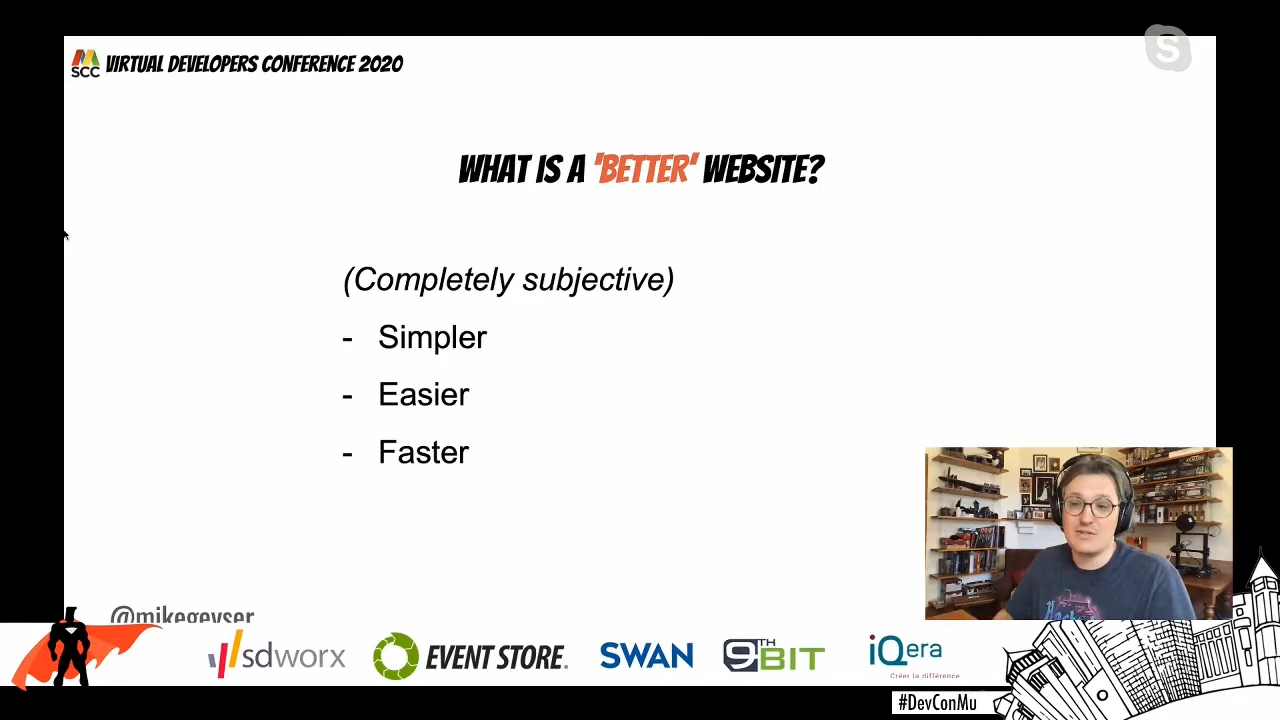 SCC VIRTUAL DEVELOPERS CONFERENCE 2020
WHAT IS A 'BETTER' WEBSITE?
(Completely subjective)
- Simpler
- Easier
- Faster
@mikegeyser
sdworx
EVENT STORE.
SWAN
9TH BIT
iQera
Créer la différence
#DevConMu